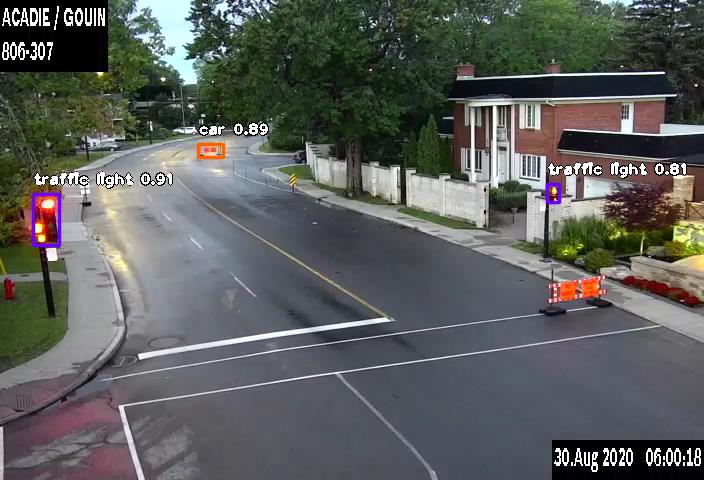 ACADIE / GOUIN
806-307
car 0.89
traffic light 0.91
traffic light 0.81
30.Aug 2020 06:00:18